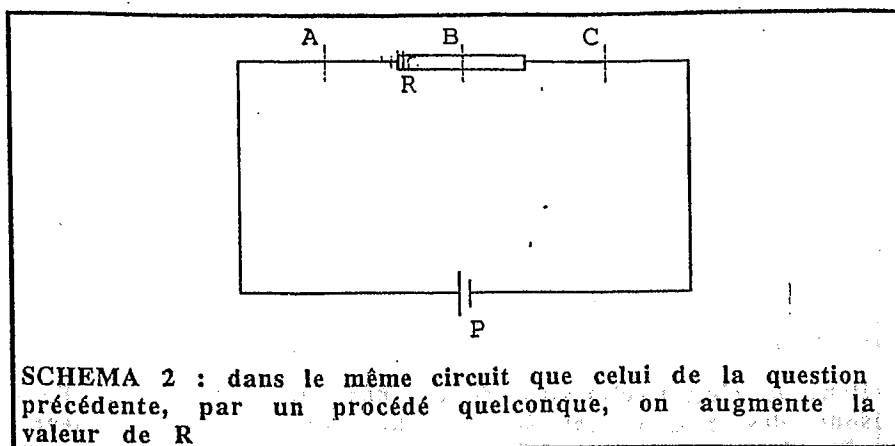 A B C
R
P
SCHEMA 2 : dans le même circuit que celui de la question
précédente, par un procédé quelconque, on augmente la
valeur de R